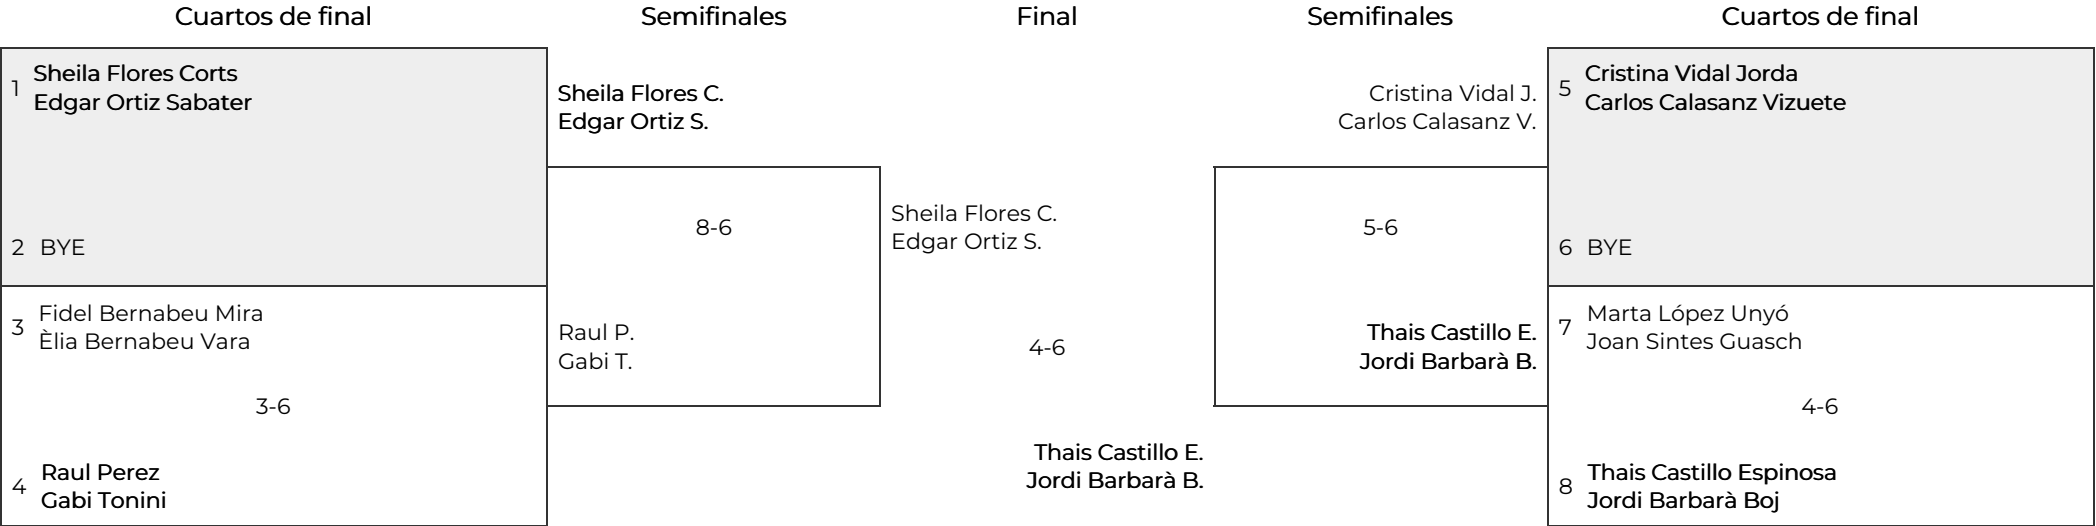 Cuartos de final
Semifinales
Final
Semifinales
Cuartos de final
1
Sheila Flores Corts
Edgar Ortiz Sabater
2 BYE
3
Fidel Bernabeu Mira
Èlia Bernabeu Vara
3-6
4
Raul Perez
Gabi Tonini
Sheila Flores C.
Edgar Ortiz S.
8-6
Raul P.
Gabi T.
Sheila Flores C.
Edgar Ortiz S.
4-6
Thais Castillo E.
Jordi Barbarà B.
Cristina Vidal J.
Carlos Calasanz V.
5-6
Thais Castillo E.
Jordi Barbarà B.
5
Cristina Vidal Jorda
Carlos Calasanz Vizuete
6 BYE
7
Marta López Unyó
Joan Sintes Guasch
4-6
8
Thais Castillo Espinosa
Jordi Barbarà Boj